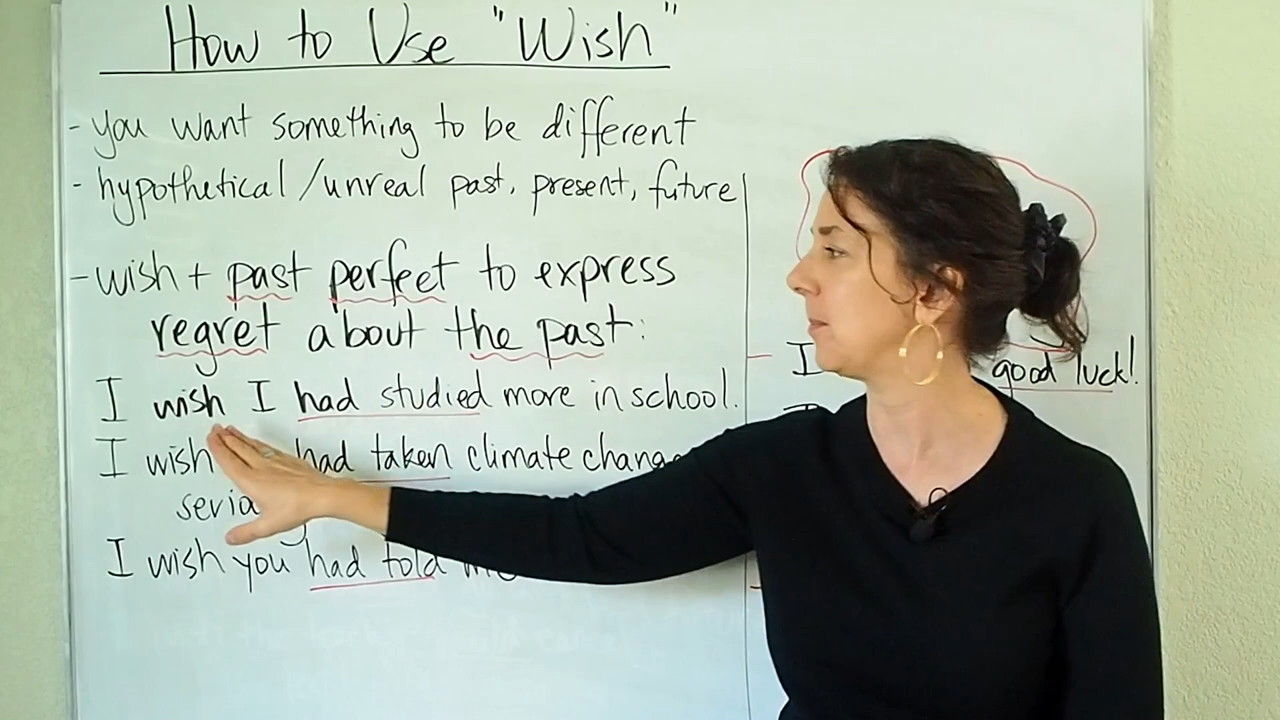 How to Use "Wish"
- you want something to be different
- hypothetical/unreal past, present, future
- wish + past perfect to express
regret about the past:
I wish I had studied more in school.
I wish had taken climate
I wish you had told
I good luck!